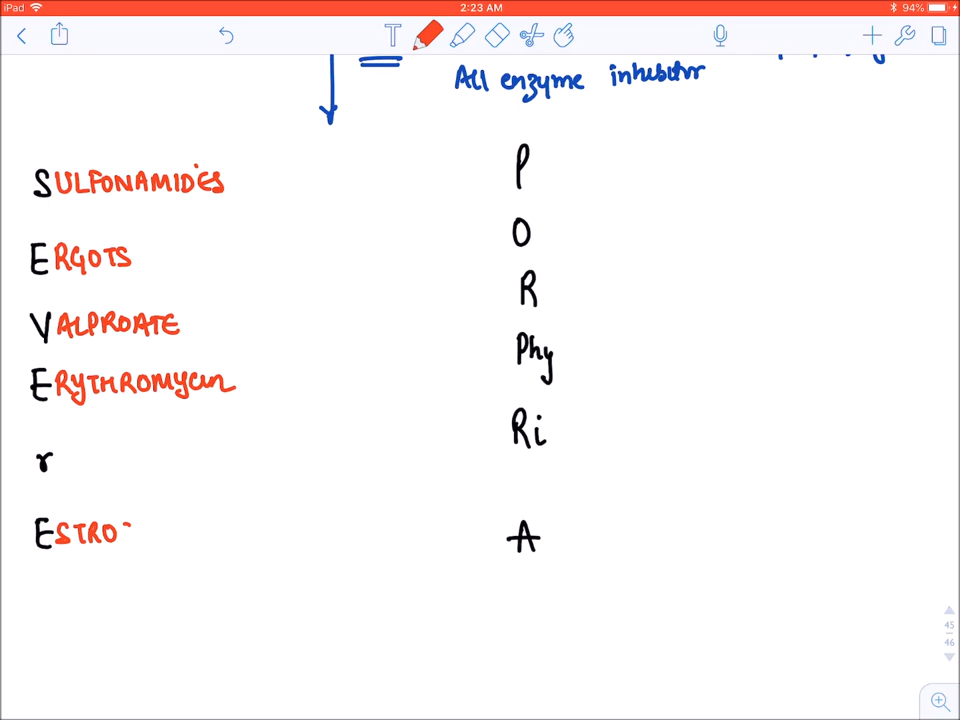 iPad 2:23 AM 94%
T
All enzyme inhibitor
SULFONAMIDES
ERGOTS
VALPROATE
ERYTHROMYCIN
r
ESTRO
P
O
R
Phy
Ri
A
45
46